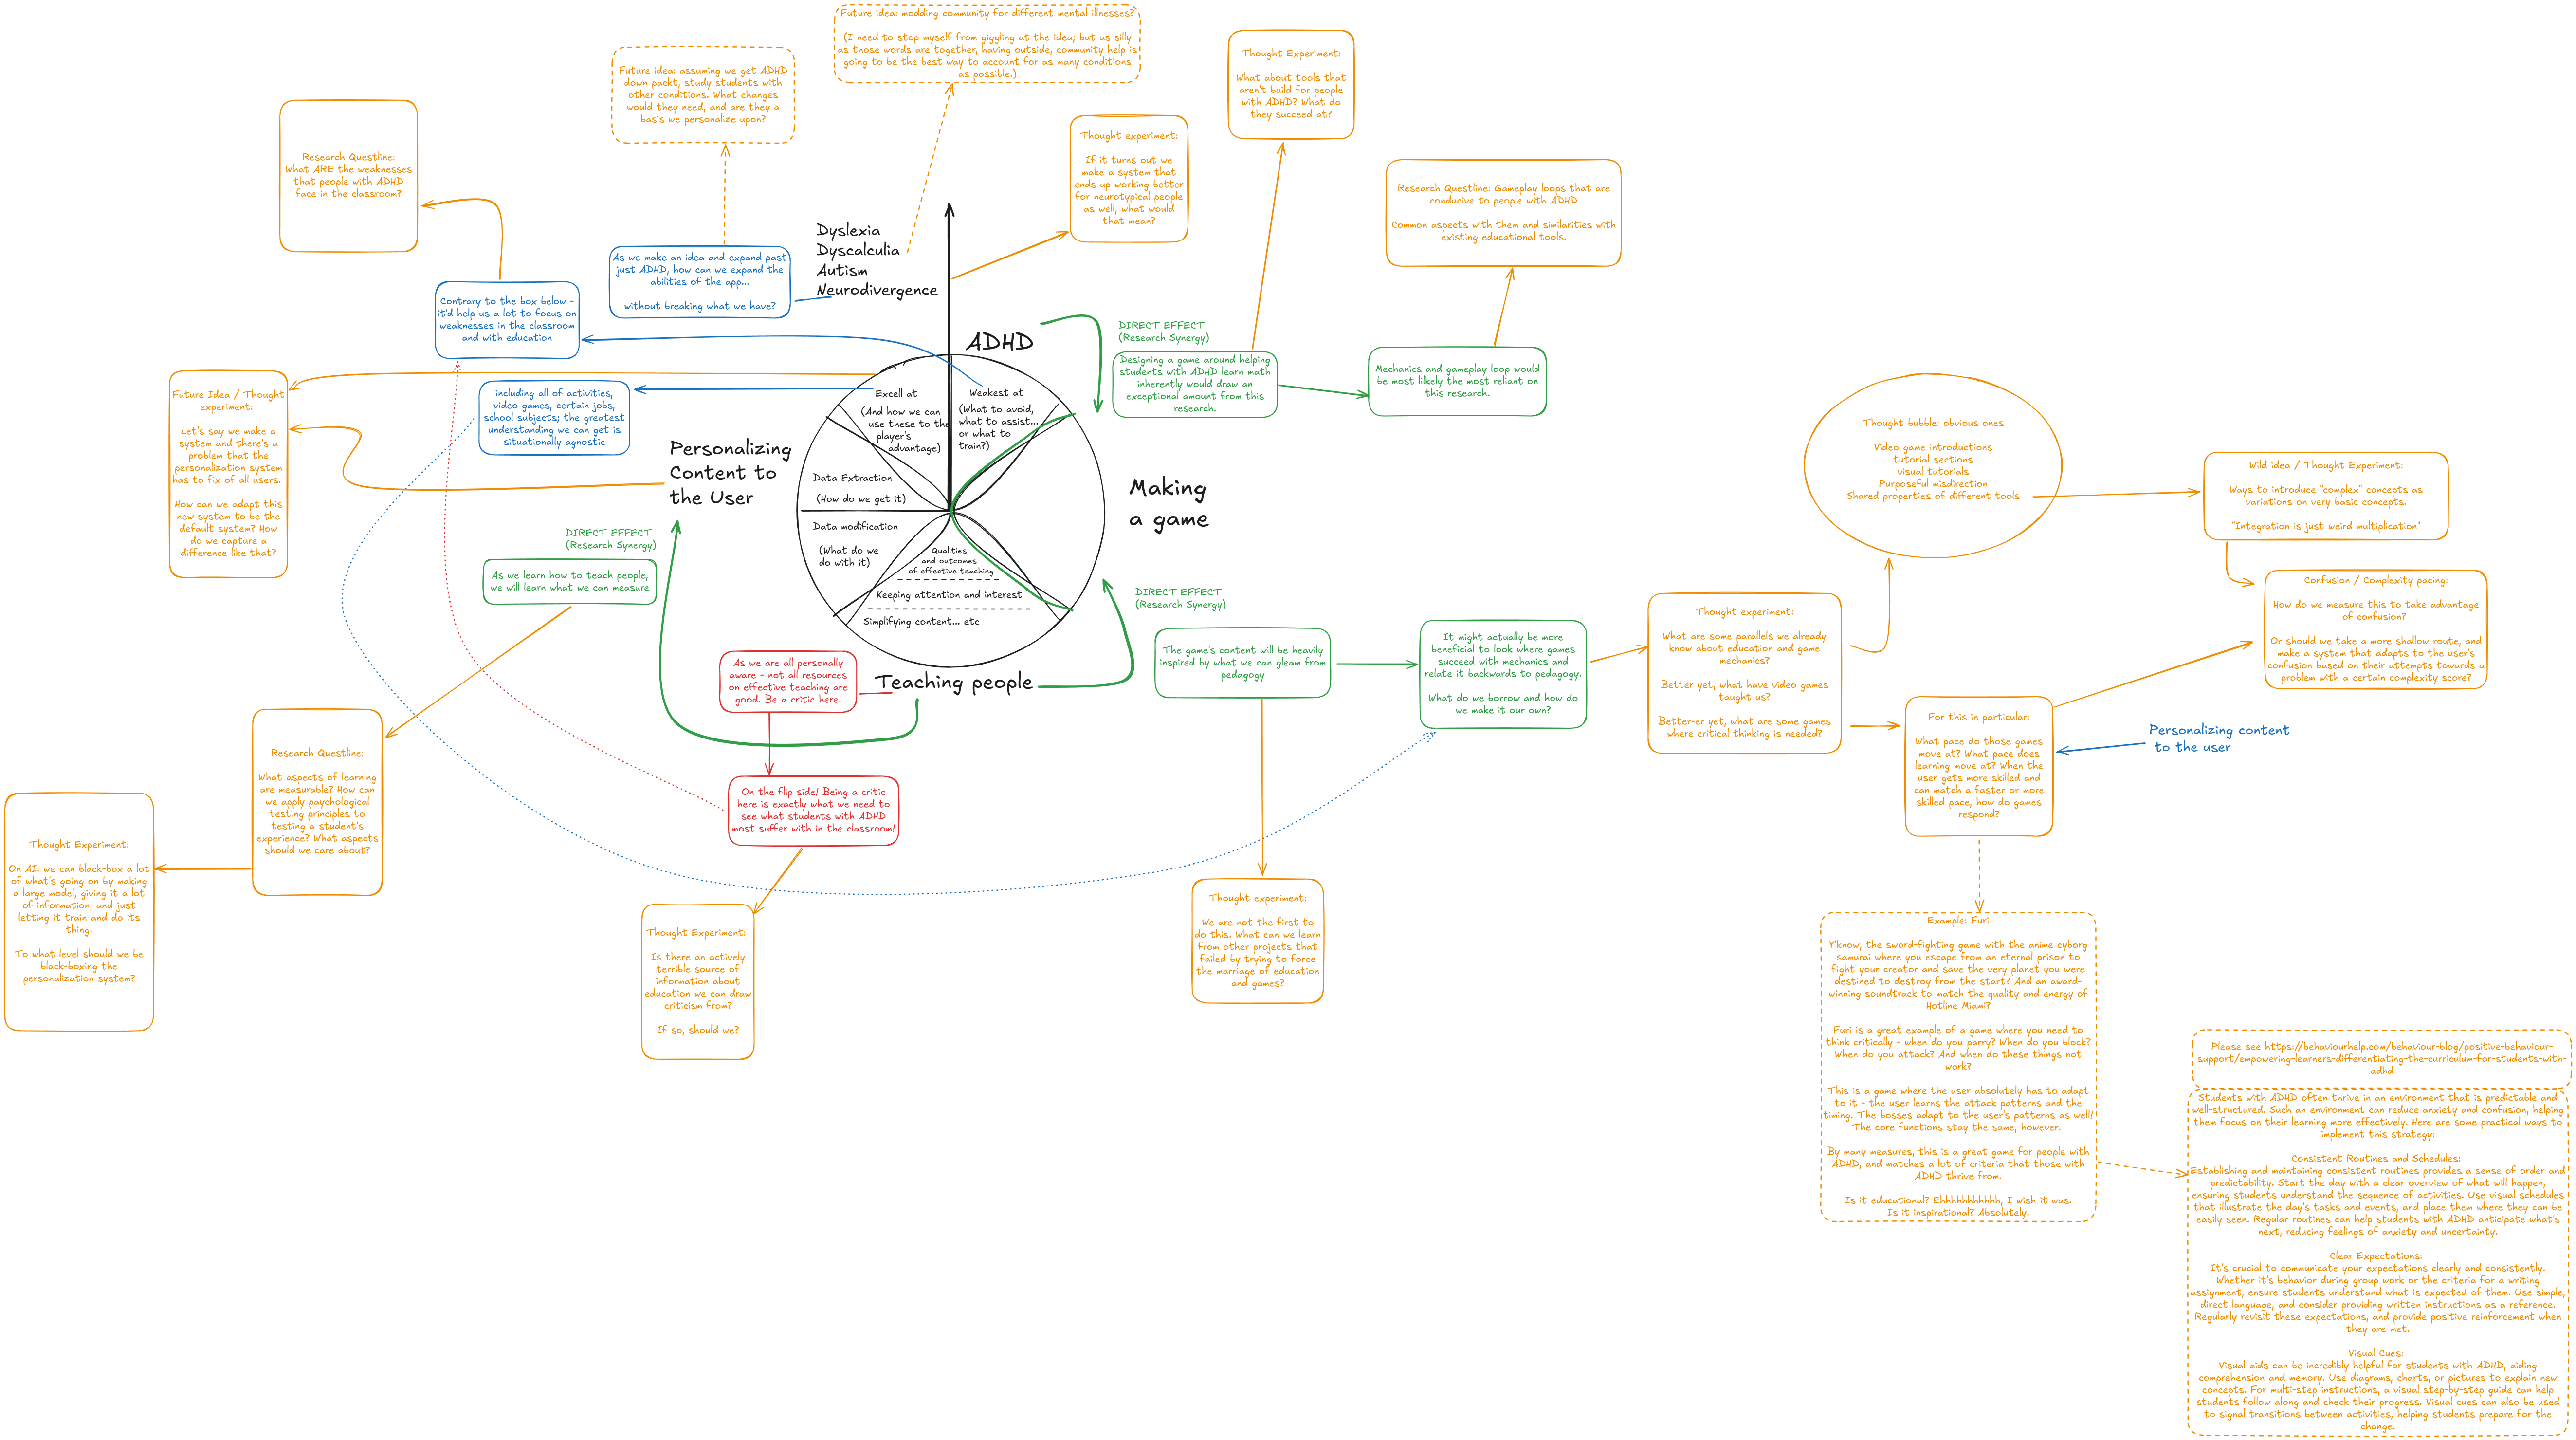 Future idea: modding community for different mental illnesses?
(I need to stop myself from giggling at the idea; but as silly
as those words are together, having outside, community help is
going to be the best way to account for as many conditions
as possible.)
Future idea: assuming we get ADHD
down packt, study students with
other conditions. What changes
would they need, and are they a
basis we personalize upon?
Thought Experiment:
What about tools that
aren't build for people
with ADHD? What do
they succeed at?
Research Questline:
What ARE the weaknesses
that people with ADHD
face in the classroom?
Thought experiment:
If it turns out we
make a system that
ends up working better
for neurotypical people
as well, what would
that mean?
Research Questline: Gameplay loops that are
conducive to people with ADHD
Common aspects with them and similarities with
existing educational tools.
Dyslexia
Dyscalculia
Autism
Neurodivergence
As we make an idea and expand past
just ADHD, how can we expand the
abilities of the app...
without breaking what we have?
Contrary to the box below -
it'd help us a lot to focus on
weaknesses in the classroom
and with education
ADHD
DIRECT EFFECT
(Research Synergy)
Designing a game around helping
students with ADHD learn math
inherently would draw an
exceptional amount from this
research.
Mechanics and gameplay loop would
be most lilkely the most reliant on
this research.
Future Idea / Thought
experiment:
Let's say we make a
system and there's a
problem that the
personalization system
has to fix of all users.
How can we adapt this
new system to be the
default system? How
do we capture a
difference like that?
including all of activities,
video games, certain jobs,
school subjects; the greatest
understanding we can get is
situationally agnostic
Excell at
(And how we can
use these to the
player's
advantage)
Weakest at
(What to avoid,
what to assist...
or what to
train?)
Personalizing
Content to
the User
Data Extraction
(How do we get it)
Data modification
(What do we
do with it)
Qualities
and outcomes
of effective teaching
Keeping attention and interest
Simplifying content... etc
Making
a game
Thought bubble: obvious ones
Video game introductions
tutorial sections
visual tutorials
Purposeful misdirection
Shared properties of different tools
Wild idea / Thought Experiment:
Ways to introduce "complex" concepts as
variations on very basic concepts.
"Integration is just weird multiplication"
DIRECT EFFECT
(Research Synergy)
As we learn how to teach people,
we will learn what we can measure
DIRECT EFFECT
(Research Synergy)
The game's content will be heavily
inspired by what we can gleam from
pedagogy
It might actually be more
beneficial to look where games
succeed with mechanics and
relate it backwards to pedagogy.
What do we borrow and how do
we make it our own?
Thought experiment:
What are some parallels we already
know about education and game
mechanics?
Better yet, what have video games
taught us?
Better-er yet, what are some games
where critical thinking is needed?
Confusion / Complexity pacing:
How do we measure this to take advantage
of confusion?
Or should we take a more shallow route, and
make a system that adapts to the user's
confusion based on their attempts towards a
problem with a certain complexity score?
As we are all personally
aware - not all resources
on effective teaching are
good. Be a critic here.
Teaching people
For this in particular:
What pace do those games
move at? What pace does
learning move at? When the
user gets more skilled and
can match a faster or more
skilled pace, how do games
respond?
Personalizing content
to the user
Research Questline:
What aspects of learning
are measurable? How can
we apply paychological
testing principles to
testing a student's
experience? What aspects
should we care about?
On the flip side! Being a critic
here is exactly what we need to
see what students with ADHD
most suffer with in the classroom!
Thought Experiment:
On AI: we can black-box a lot
of what's going on by making
a large model, giving it a lot
of information, and just
letting it train and do its
thing.
To what level should we be
black-boxing the
personalization system?
Thought Experiment:
Is there an actively
terrible source of
information about
education we can draw
criticism from?
If so, should we?
Thought experiment:
We are not the first to
do this. What can we learn
from other projects that
failed by trying to force
the marriage of education
and games?
Example: Furi
Y'know, the sword-fighting game with the anime cyborg
samurai where you escape from an eternal prison to
fight your creator and save the very planet you were
destined to destroy from the start? And an award-
winning soundtrack to match the quality and energy of
Hotline Miami?
Furi is a great example of a game where you need to
think critically - when do you parry? When do you block?
When do you attack? And when do these things not
work?
This is a game where the user absolutely has to adapt
to it - the user learns the attack patterns and the
timing. The bosses adapt to the user's patterns as well!
The core functions stay the same, however.
By many measures, this is a great game for people with
ADHD, and matches a lot of criteria that those with
ADHD thrive from.
Is it educational? Ehhhhhhhhhhh, I wish it was.
Is it inspirational? Absolutely.
Please see https://behaviourhelp.com/behaviour-blog/positive-behaviour-
support/empowering-learners-differentiating-the-curriculum-for-students-with-
adhd
Students with ADHD often thrive in an environment that is predictable and
well-structured. Such an environment can reduce anxiety and confusion, helping
them focus on their learning more effectively. Here are some practical ways to
implement this strategy:
Consistent Routines and Schedules:
Establishing and maintaining consistent routines provides a sense of order and
predictability. Start the day with a clear overview of what will happen,
ensuring students understand the sequence of activities. Use visual schedules
that illustrate the day's tasks and events, and place them where they can be
easily seen. Regular routines can help students with ADHD anticipate what's
next, reducing feelings of anxiety and uncertainty.
Clear Expectations:
It's crucial to communicate your expectations clearly and consistently.
Whether it's behavior during group work or the criteria for a writing
assignment, ensure students understand what is expected of them. Use simple,
direct language, and consider providing written instructions as a reference.
Regularly revisit these expectations, and provide positive reinforcement when
they are met.
Visual Cues:
Visual aids can be incredibly helpful for students with ADHD, aiding
comprehension and memory. Use diagrams, charts, or pictures to explain new
concepts. For multi-step instructions, a visual step-by-step guide can help
students follow along and check their progress. Visual cues can also be used
to signal transitions between activities, helping students prepare for the
change.